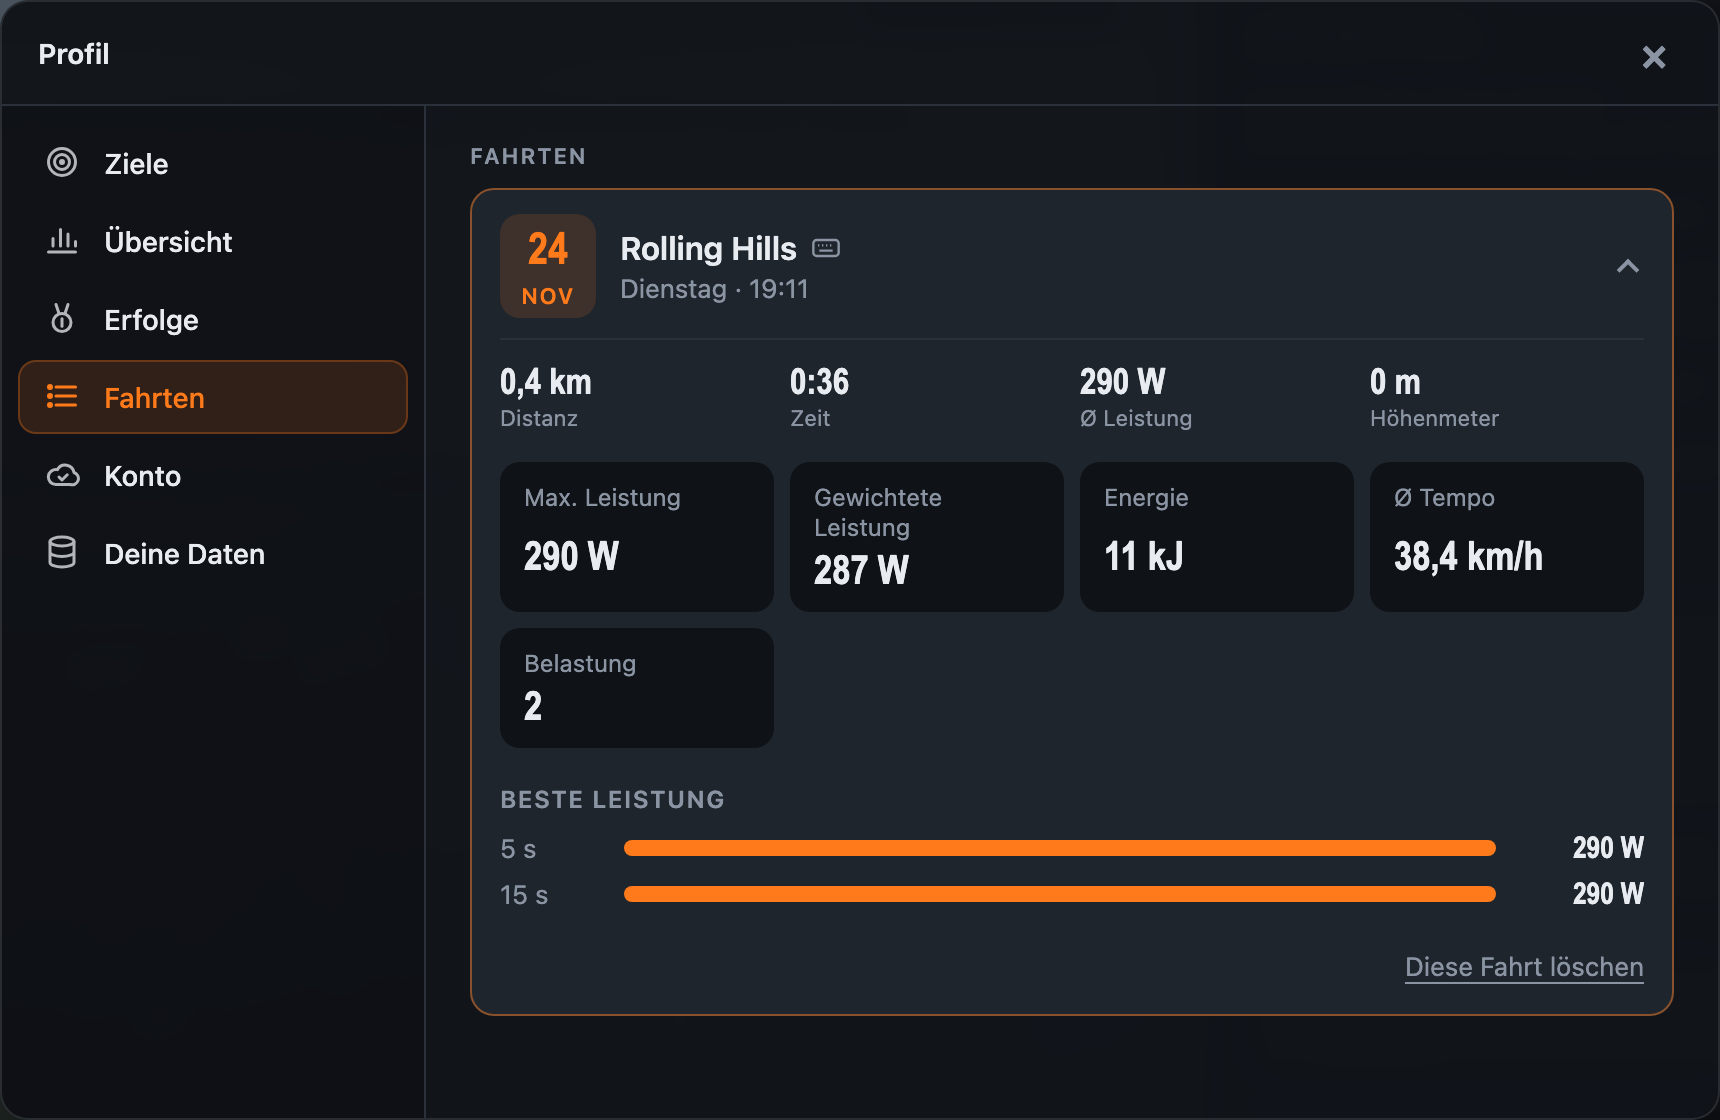 Profil
Ziele
Übersicht
Erfolge
Fahrten
Konto
Deine Daten
FAHRTEN
24
NOV
Rolling Hills
Dienstag · 19:11
0,4 km
Distanz
0:36
Zeit
290 W
Ø Leistung
0 m
Höhenmeter
Max. Leistung
290 W
Gewichtete
Leistung
287 W
Energie
11 kJ
Ø Tempo
38,4 km/h
Belastung
2
BESTE LEISTUNG
5 s
290 W
15 s
290 W
Diese Fahrt löschen